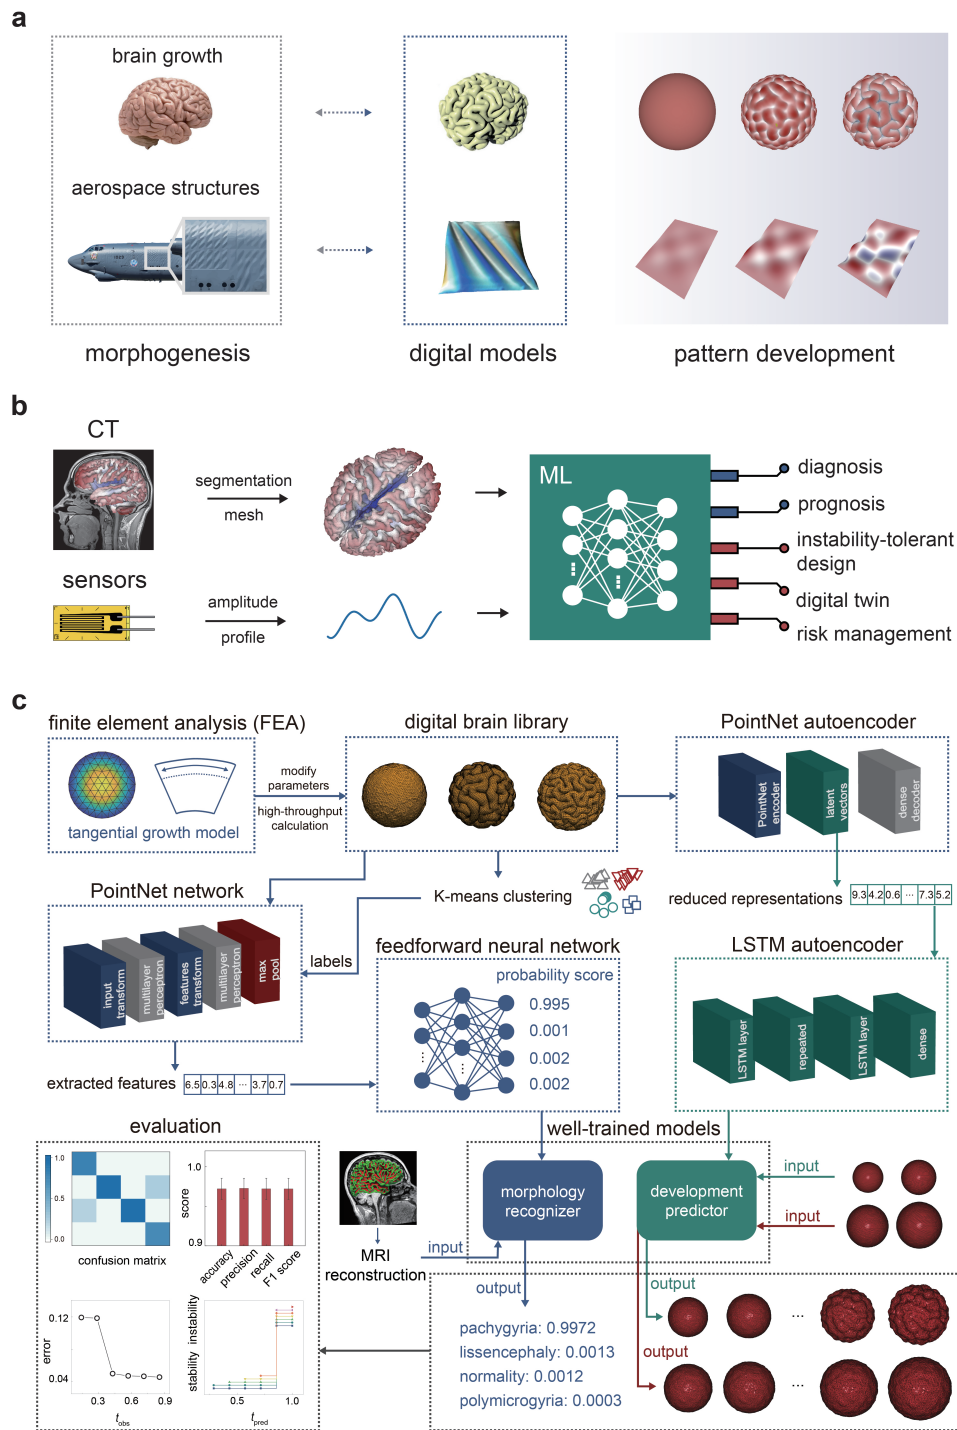 a
brain growth
aerospace structures
morphogenesis
digital models
pattern development
b
CT
segmentation
mesh
sensors
amplitude
profile
ML
diagnosis
prognosis
instability-tolerant
design
digital twin
risk management
c
finite element analysis (FEA)
tangential growth model
modify
parameters
high-throughput
calculation
digital brain library
PointNet autoencoder
PointNet
encoder
latent
vectors
dense
decoder
K-means clustering
reduced representations
9.3 4.2 0.6 ··· 7.3 5.2
PointNet network
input
transform
multilayer
perceptron
features
transform
multilayer
perceptron
max
pool
labels
extracted features
6.5 0.3 4.8 ··· 3.7 0.7
feedforward neural network
probability score
0.995
0.001
0.002
0.002
LSTM autoencoder
LSTM layer
repeated
LSTM layer
dense
evaluation
1.0
0.5
0.0
confusion matrix
score
1.0
0.9
accuracy
precision
recall
F1 score
error
0.12
0.04
0.3 0.6 0.9
tobs
stability instability
0.5 1.0
tpred
MRI
reconstruction
input
well-trained models
morphology
recognizer
development
predictor
input
input
output
pachygyria: 0.9972
lissencephaly: 0.0013
normality: 0.0012
polymicrogyria: 0.0003
output
···
output
···